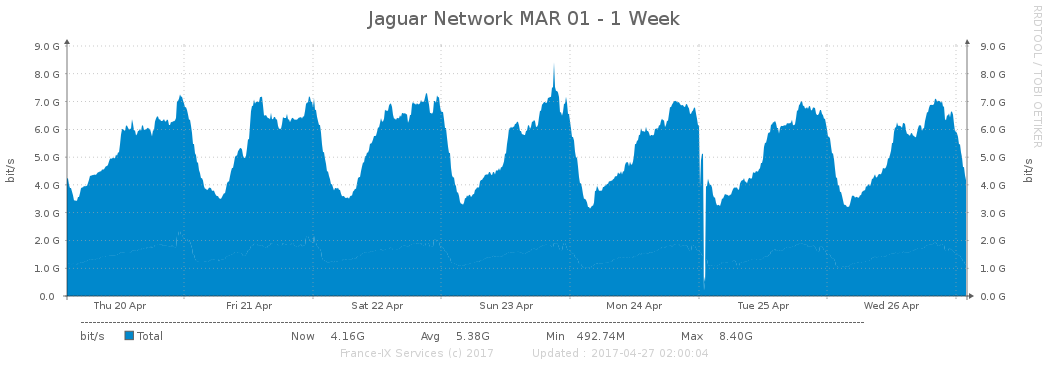 Jaguar Network MAR 01 - 1 Week
RRDTOOL / TOBI OETIKER
9.0 G 9.0 G
8.0 G 8.0 G
7.0 G 7.0 G
6.0 G 6.0 G
5.0 G 5.0 G
4.0 G 4.0 G
3.0 G 3.0 G
2.0 G 2.0 G
1.0 G 1.0 G
0.0 0.0 G
bit/s bit/s
Thu 20 Apr Fri 21 Apr Sat 22 Apr Sun 23 Apr Mon 24 Apr Tue 25 Apr Wed 26 Apr
bit/s Total Now 4.16G Avg 5.38G Min 492.74M Max 8.40G
France-IX Services (c) 2017 Updated : 2017-04-27 02:00:04